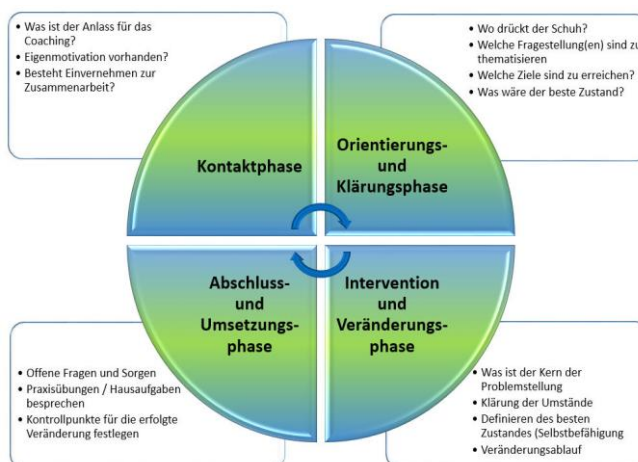 • Was ist der Anlass für das
Coaching?
• Eigenmotivation vorhanden?
• Besteht Einvernehmen zur
Zusammenarbeit?
• Wo drückt der Schuh?
• Welche Fragestellung(en) sind zu
thematisieren
• Welche Ziele sind zu erreichen?
• Was wäre der beste Zustand?
Kontaktphase
Orientierungs-
und
Klärungsphase
Abschluss-
und
Umsetzungs-
phase
Intervention
und
Veränderungs-
phase
• Offene Fragen und Sorgen
• Praxisübungen / Hausaufgaben
besprechen
• Kontrollpunkte für die erfolgte
Veränderung festlegen
• Was ist der Kern der
Problemstellung
• Klärung der Umstände
• Definieren des besten
Zustandes (Selbstbefähigung
• Veränderungsablauf